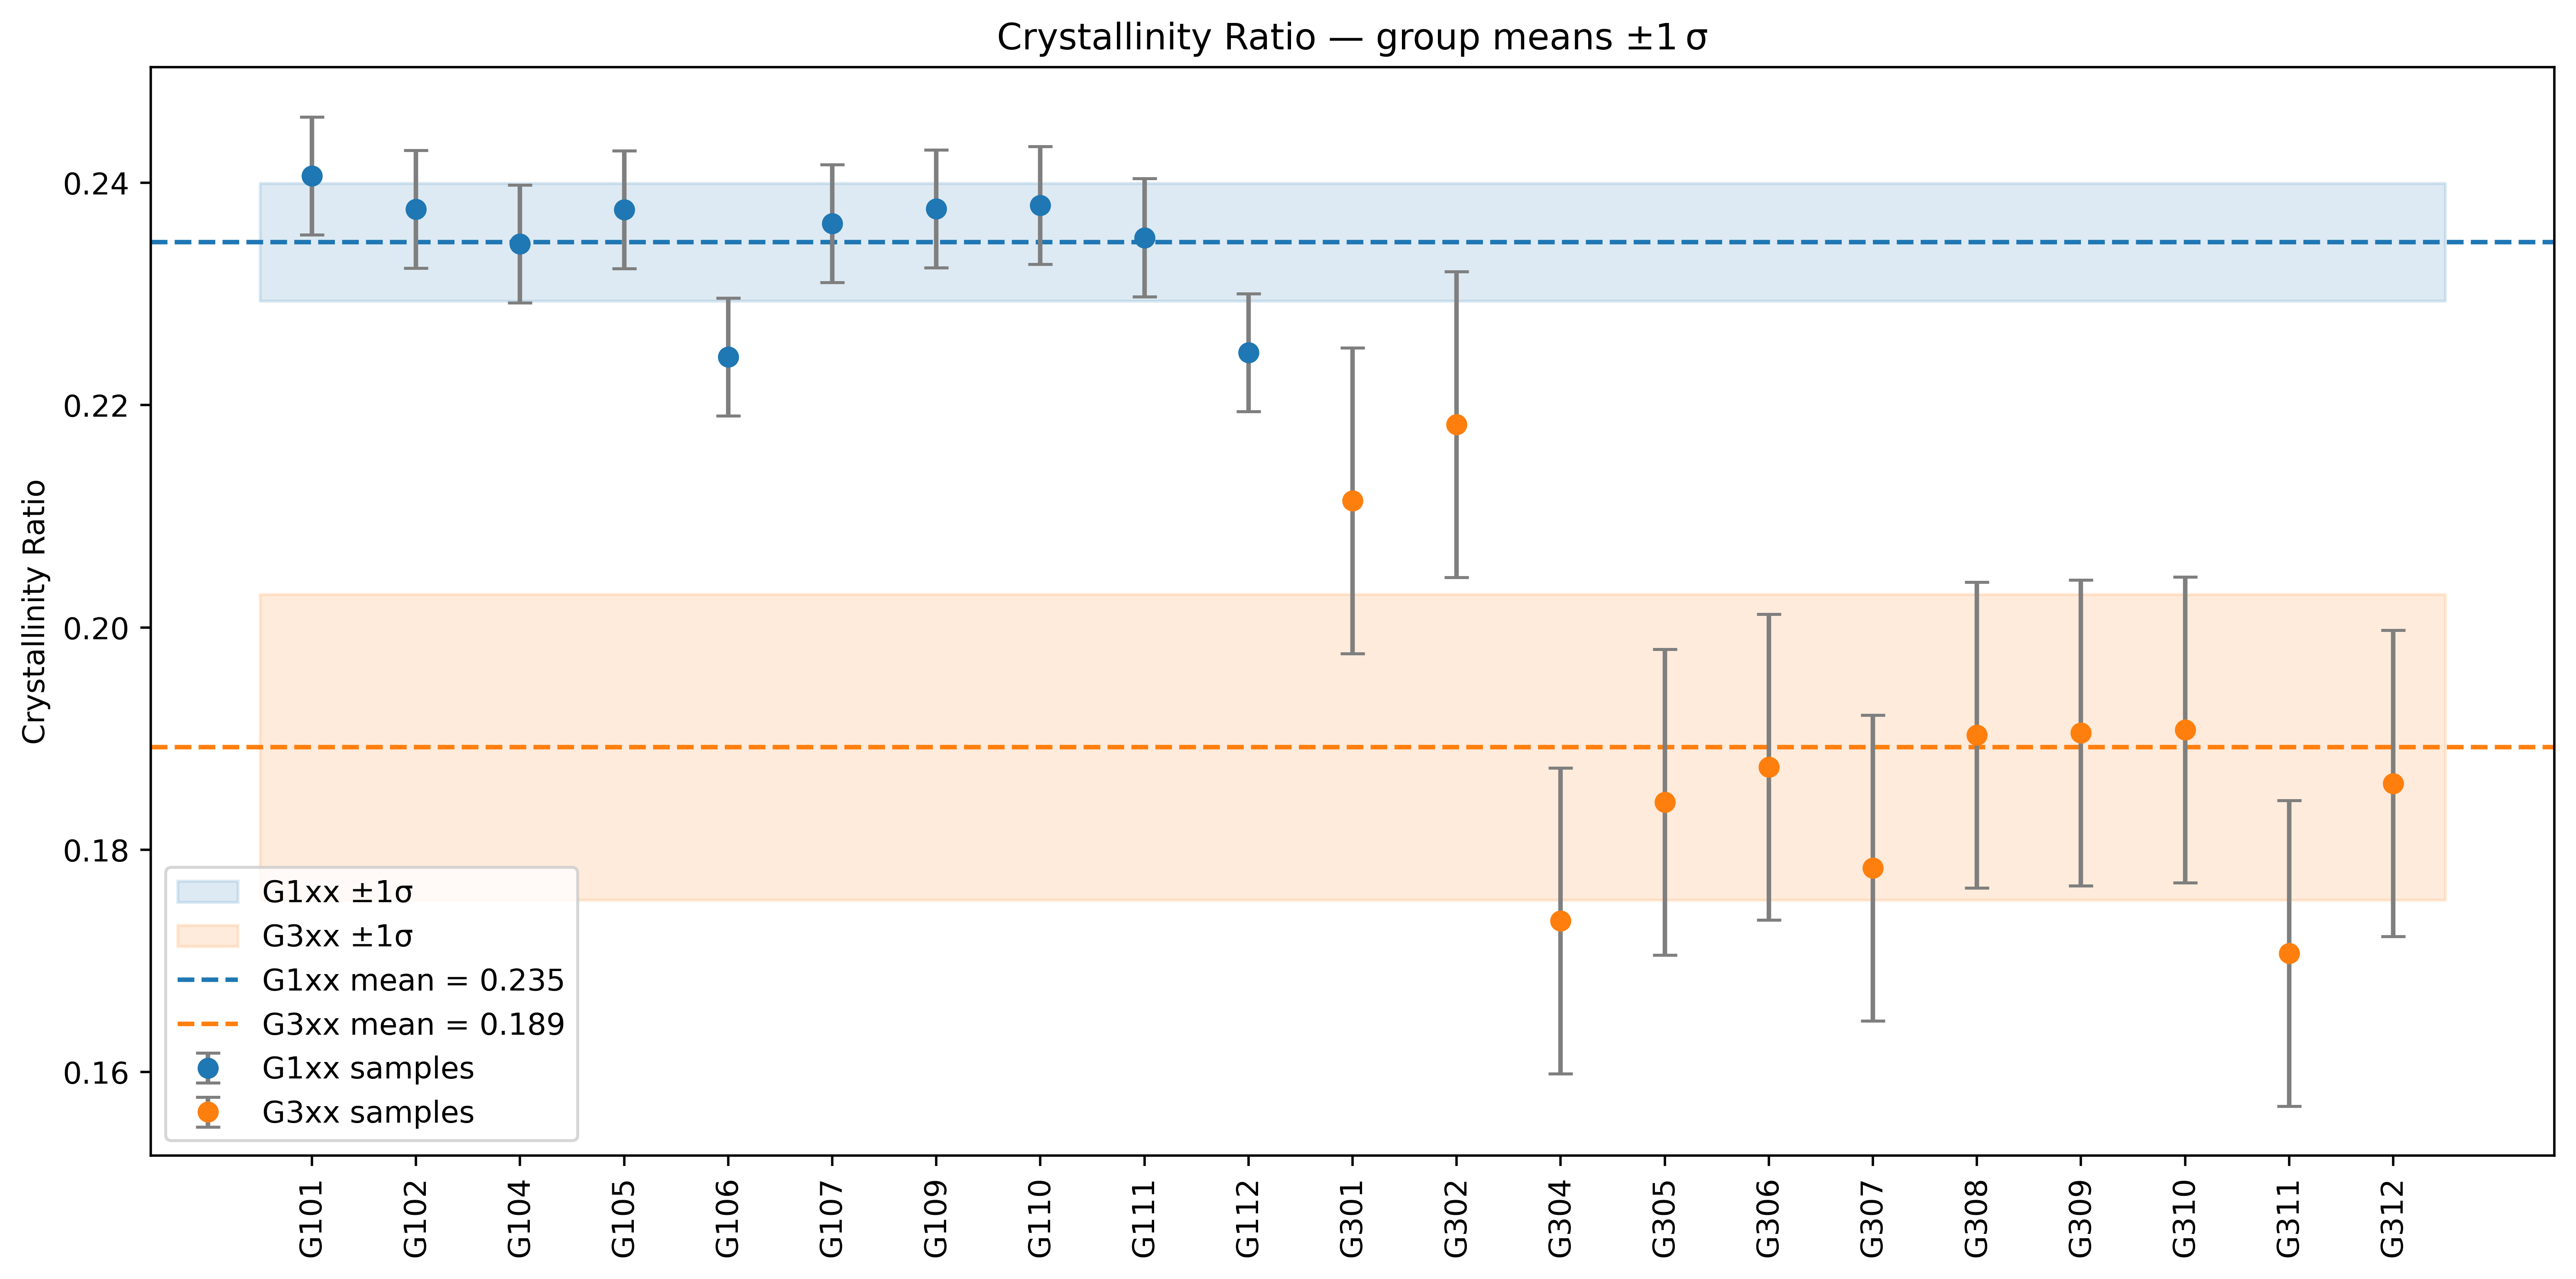 Crystallinity Ratio — group means ±1 σ
Crystallinity Ratio
0.24
0.22
0.20
0.18
0.16
G1xx ±1σ
G3xx ±1σ
G1xx mean = 0.235
G3xx mean = 0.189
G1xx samples
G3xx samples
G101
G102
G104
G105
G106
G107
G109
G110
G111
G112
G301
G302
G304
G305
G306
G307
G308
G309
G310
G311
G312